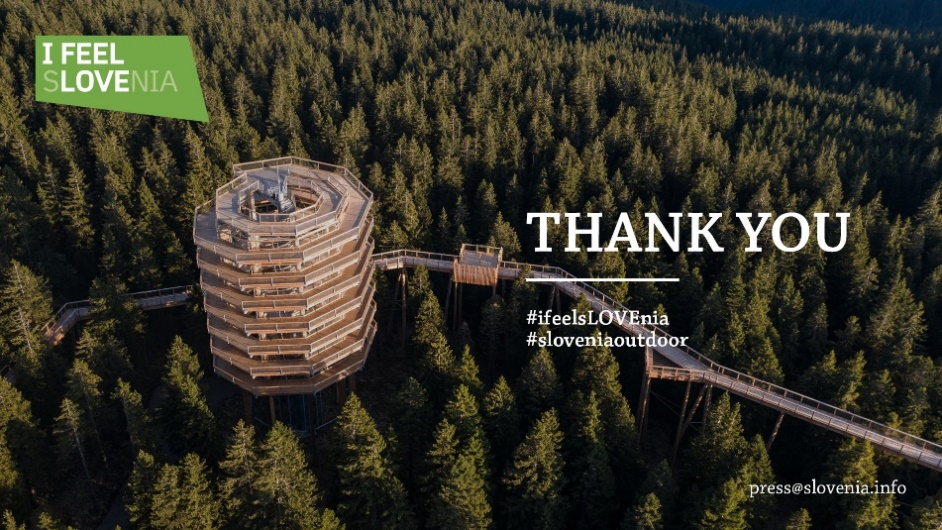 I FEEL
SLOVENIA
THANK YOU
#ifeelsLOVEnia
#sloveniaoutdoor
press@slovenia.info